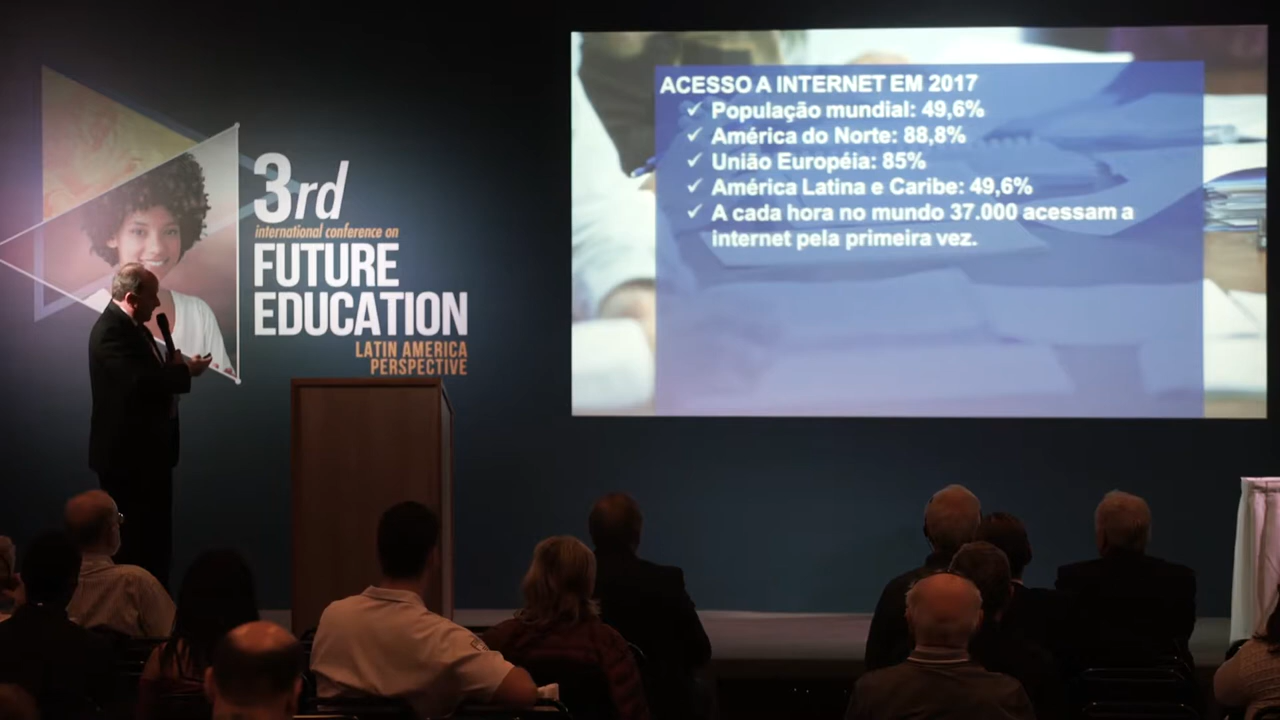 3rd
international conference on
FUTURE
EDUCATION
LATIN AMERICA
PERSPECTIVE
ACESSO A INTERNET EM 2017
✓ População mundial: 49,6%
✓ América do Norte: 88,8%
✓ União Européia: 85%
✓ América Latina e Caribe: 49,6%
✓ A cada hora no mundo 37.000 acessam a
internet pela primeira vez.